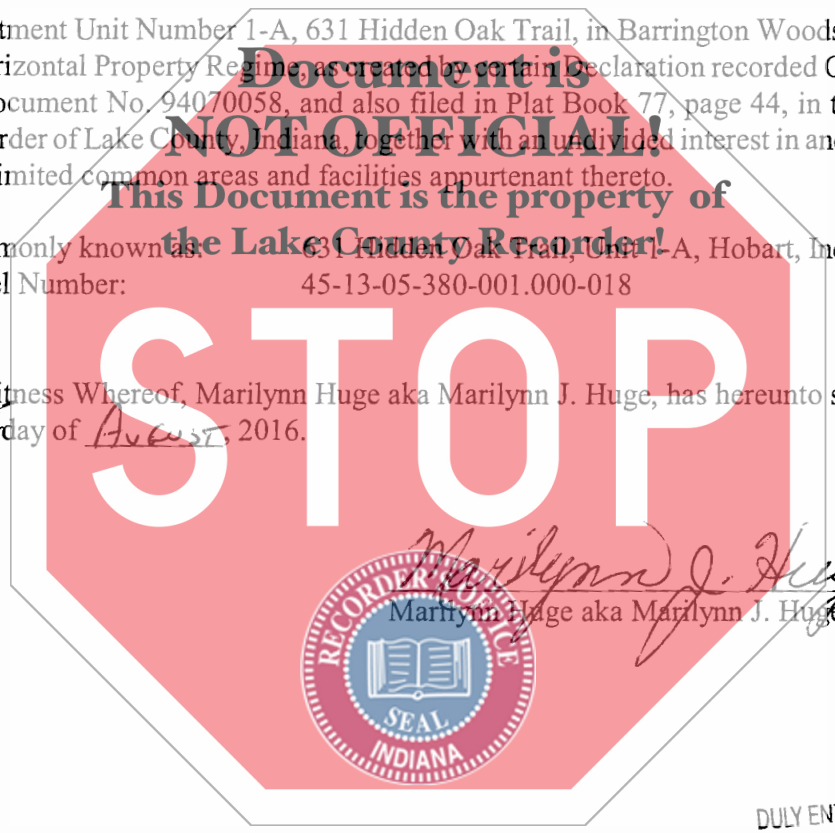 tment Unit Number 1-A, 631 Hidden Oak Trail, in Barrington Woods
rizontal Property Regime, as created by certain Declaration recorded O
ocument No. 94070058, and also filed in Plat Book 77, page 44, in t
rder of Lake County, Indiana, together with an undivided interest in an
imited common areas and facilities appurtenant thereto.
Document is
NOT OFFICIAL!
This Document is the property of
the Lake County Recorder!
monly known as: 631 Hidden Oak Trail, Unit 1-A, Hobart, In
l Number: 45-13-05-380-001.000-018
STOP
itness Whereof, Marilynn Huge aka Marilynn J. Huge, has hereunto s
day of August, 2016.
Marilynn J. Hu
Marilynn Huge aka Marilynn J. Huge
RECORDER'S OFFICE
SEAL
INDIANA
DULY EN